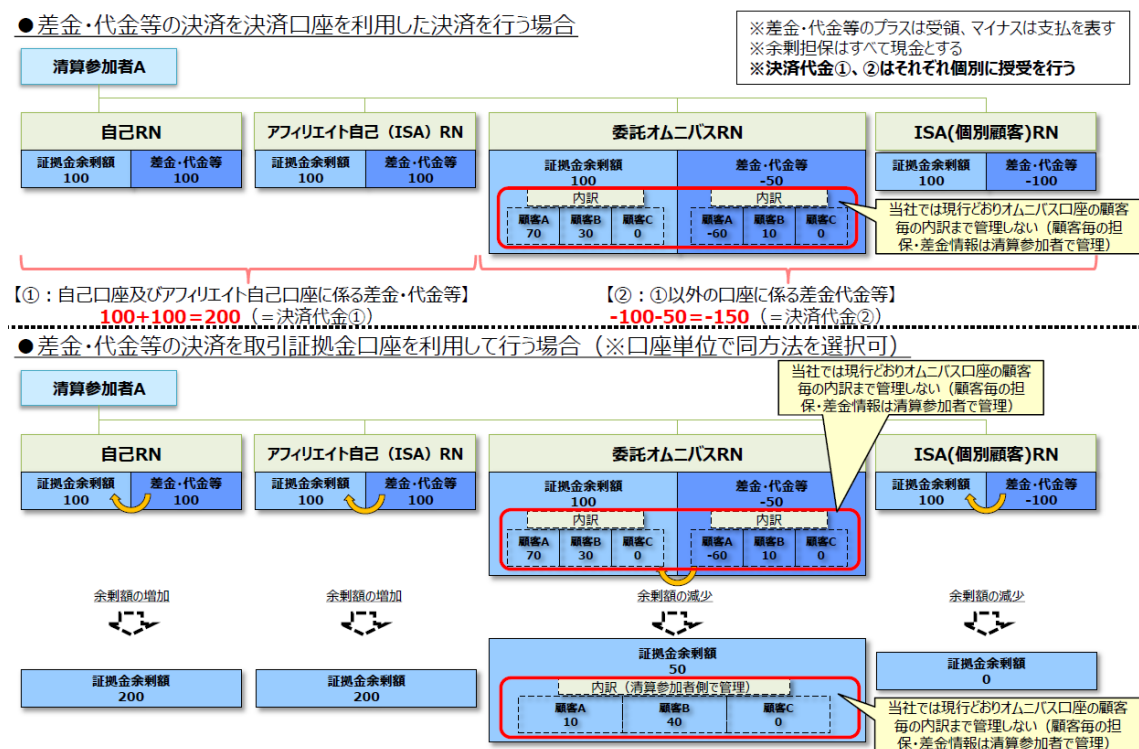 ●差金・代金等の決済を決済口座を利用した決済を行う場合
※差金・代金等のプラスは受領、マイナスは支払を表す
※余剰担保はすべて現金とする
※決済代金①、②はそれぞれ個別に授受を行う
清算参加者A
自己RN
証拠金余剰額
100
差金・代金等
100
アフィリエイト自己（ISA）RN
証拠金余剰額
100
差金・代金等
100
委託オムニバスRN
証拠金余剰額
100
差金・代金等
-50
内訳
内訳
顧客A
70
顧客B
30
顧客C
0
顧客A
-60
顧客B
10
顧客C
0
ISA(個別顧客)RN
証拠金余剰額
100
差金・代金等
-100
当社では現行どおりオムニバス口座の顧客
毎の内訳まで管理しない（顧客毎の担
保・差金情報は清算参加者で管理）
【①：自己口座及びアフィリエイト自己口座に係る差金・代金等】
100+100=200（＝決済代金①）
【②：①以外の口座に係る差金代金等】
-100-50=-150（＝決済代金②）
●差金・代金等の決済を取引証拠金口座を利用して行う場合（※口座単位で同方法を選択可）
当社では現行どおりオムニバス口座の顧客
毎の内訳まで管理しない（顧客毎の担
保・差金情報は清算参加者で管理）
清算参加者A
自己RN
証拠金余剰額
100
差金・代金等
100
アフィリエイト自己（ISA）RN
証拠金余剰額
100
差金・代金等
100
委託オムニバスRN
証拠金余剰額
100
差金・代金等
-50
内訳
内訳
顧客A
70
顧客B
30
顧客C
0
顧客A
-60
顧客B
10
顧客C
0
ISA(個別顧客)RN
証拠金余剰額
100
差金・代金等
-100
余剰額の増加
余剰額の増加
余剰額の減少
余剰額の減少
証拠金余剰額
200
証拠金余剰額
200
証拠金余剰額
50
内訳（清算参加者側で管理）
顧客A
10
顧客B
40
顧客C
0
証拠金余剰額
0
当社では現行どおりオムニバス口座の顧客
毎の内訳まで管理しない（顧客毎の担
保・差金情報は清算参加者で管理）